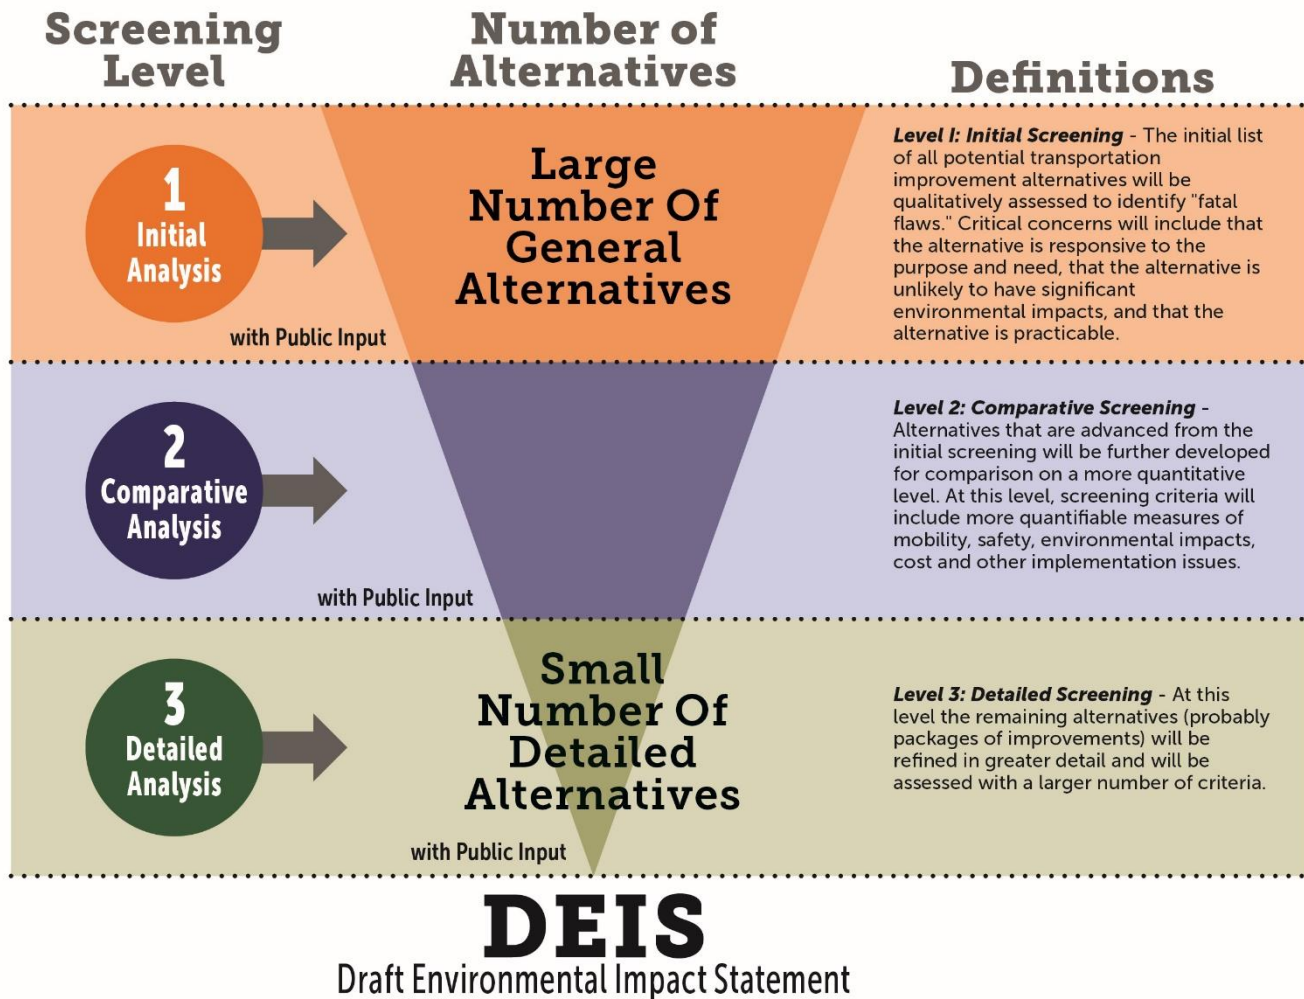 Screening
Level
Number of
Alternatives
Definitions
1
Initial
Analysis
with Public Input
Large
Number Of
General
Alternatives
Level I: Initial Screening - The initial list
of all potential transportation
improvement alternatives will be
qualitatively assessed to identify "fatal
flaws." Critical concerns will include that
the alternative is responsive to the
purpose and need, that the alternative is
unlikely to have significant
environmental impacts, and that the
alternative is practicable.
2
Comparative
Analysis
with Public Input
Level 2: Comparative Screening -
Alternatives that are advanced from the
initial screening will be further developed
for comparison on a more quantitative
level. At this level, screening criteria will
include more quantifiable measures of
mobility, safety, environmental impacts,
cost and other implementation issues.
3
Detailed
Analysis
Small
Number Of
Detailed
Alternatives
with Public Input
Level 3: Detailed Screening - At this
level the remaining alternatives (probably
packages of improvements) will be
refined in greater detail and will be
assessed with a larger number of criteria.
DEIS
Draft Environmental Impact Statement